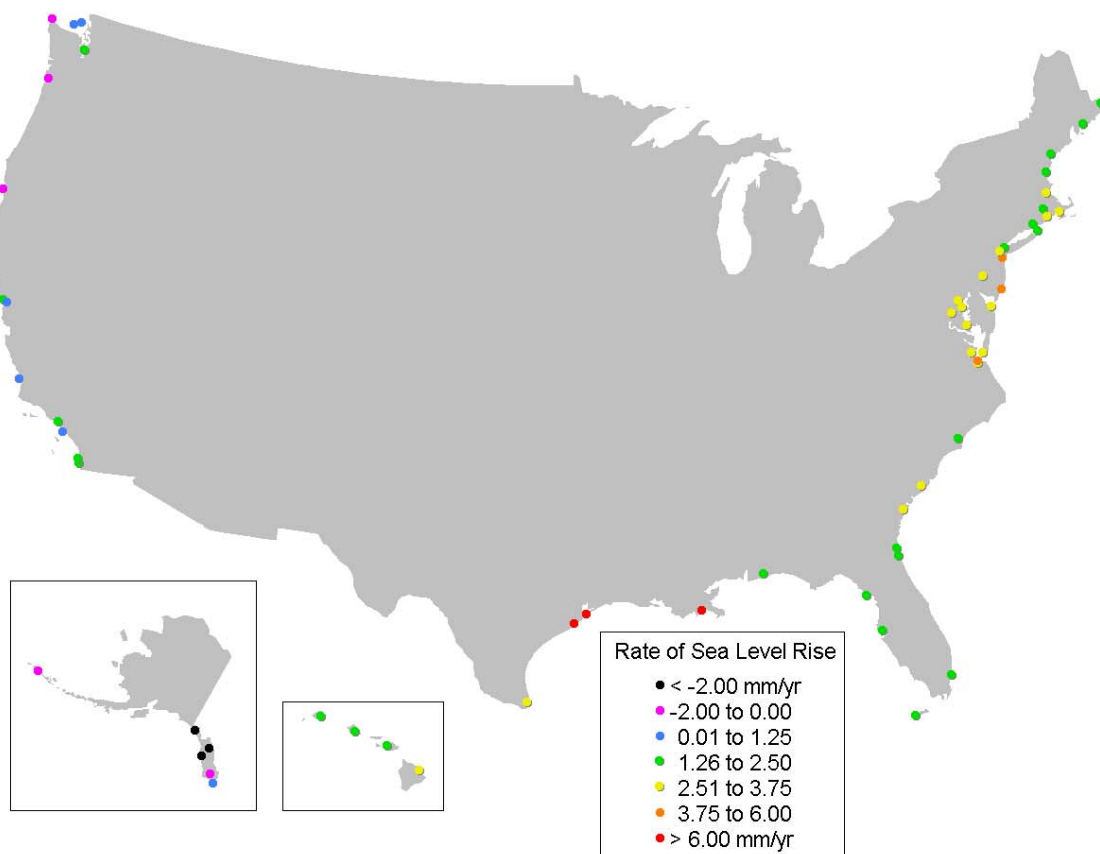 Rate of Sea Level Rise
< -2.00 mm/yr
-2.00 to 0.00
0.01 to 1.25
1.26 to 2.50
2.51 to 3.75
3.75 to 6.00
> 6.00 mm/yr